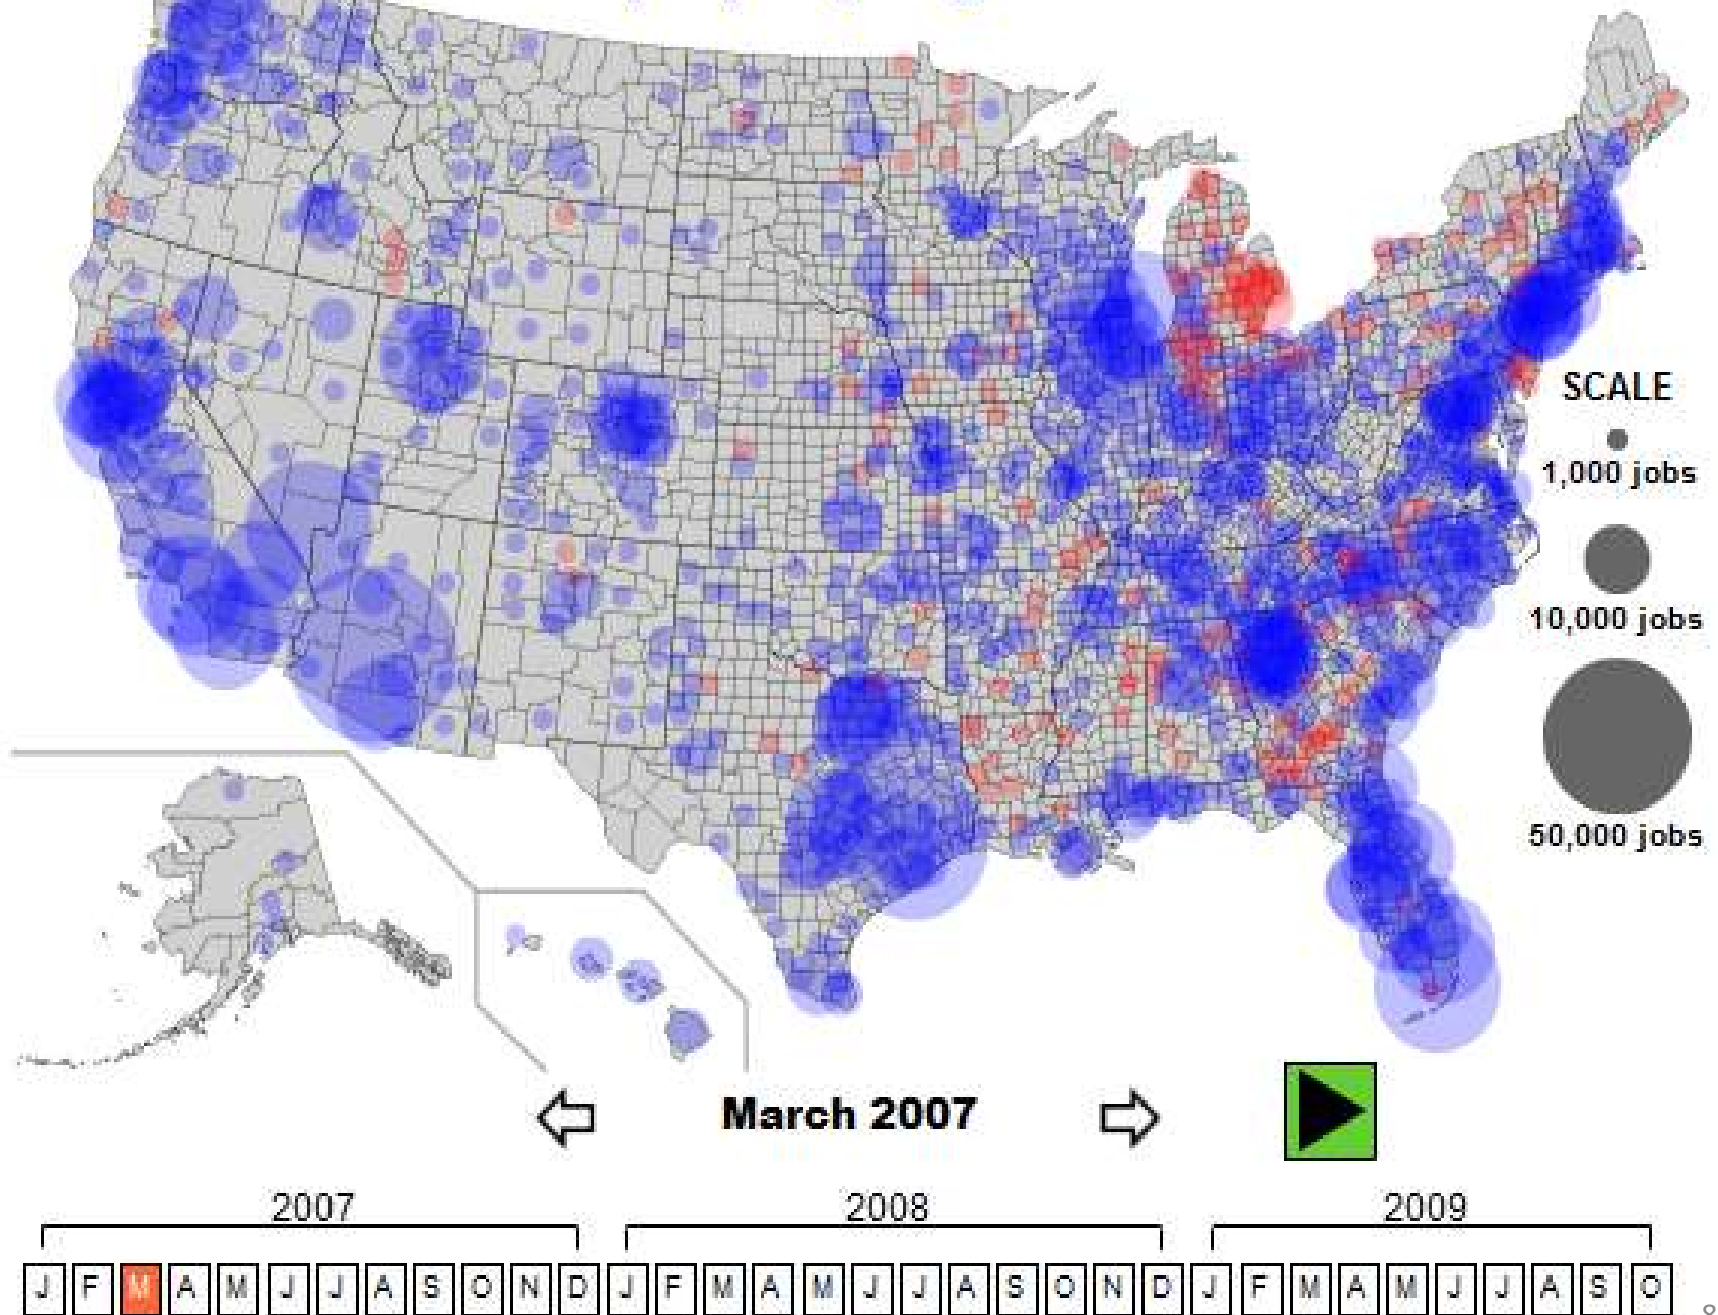 SCALE
1,000 jobs
10,000 jobs
50,000 jobs
March 2007
2007 2008 2009
J F M A M J J A S O N D J F M A M J J A S O N D J F M A M J J A S O